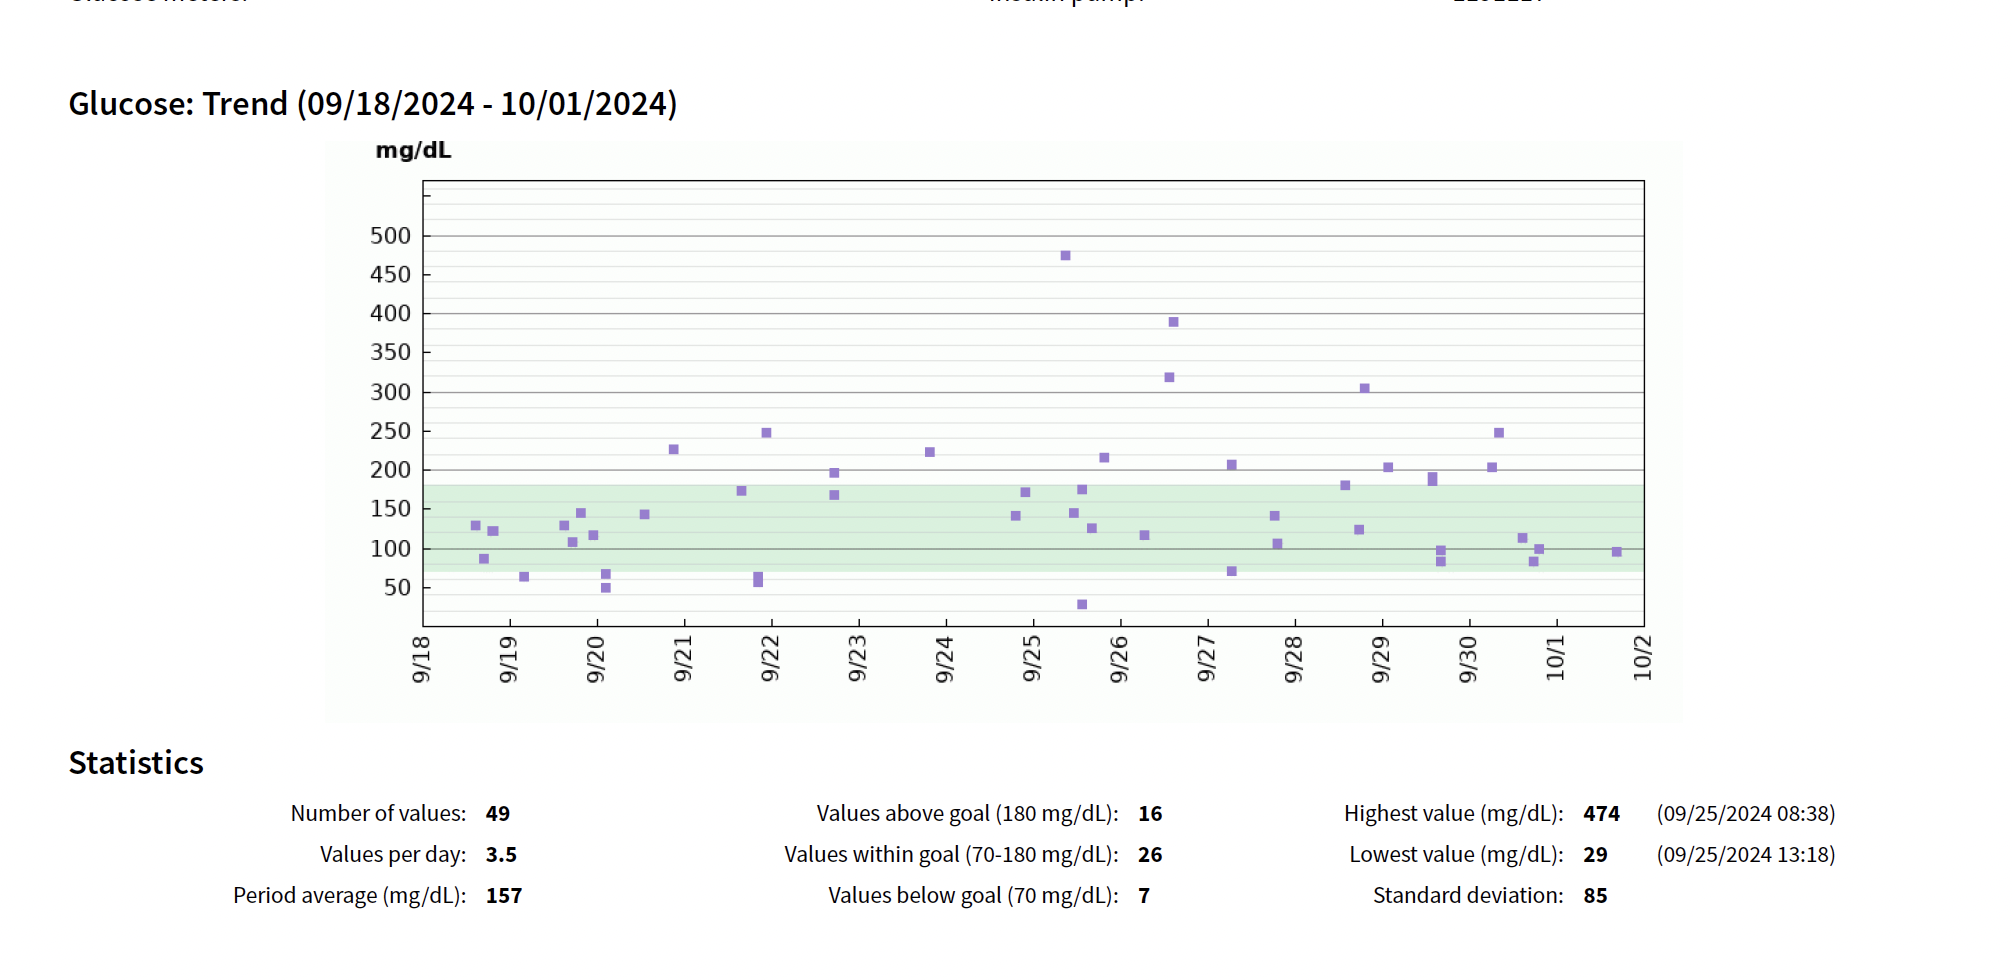 Glucose: Trend (09/18/2024 - 10/01/2024)
mg/dL
500
450
400
350
300
250
200
150
100
50
9/18 9/19 9/20 9/21 9/22 9/23 9/24 9/25 9/26 9/27 9/28 9/29 9/30 10/1 10/2
Statistics
Number of values: 49 Values above goal (180 mg/dL): 16 Highest value (mg/dL): 474 (09/25/2024 08:38)
Values per day: 3.5 Values within goal (70-180 mg/dL): 26 Lowest value (mg/dL): 29 (09/25/2024 13:18)
Period average (mg/dL): 157 Values below goal (70 mg/dL): 7 Standard deviation: 85